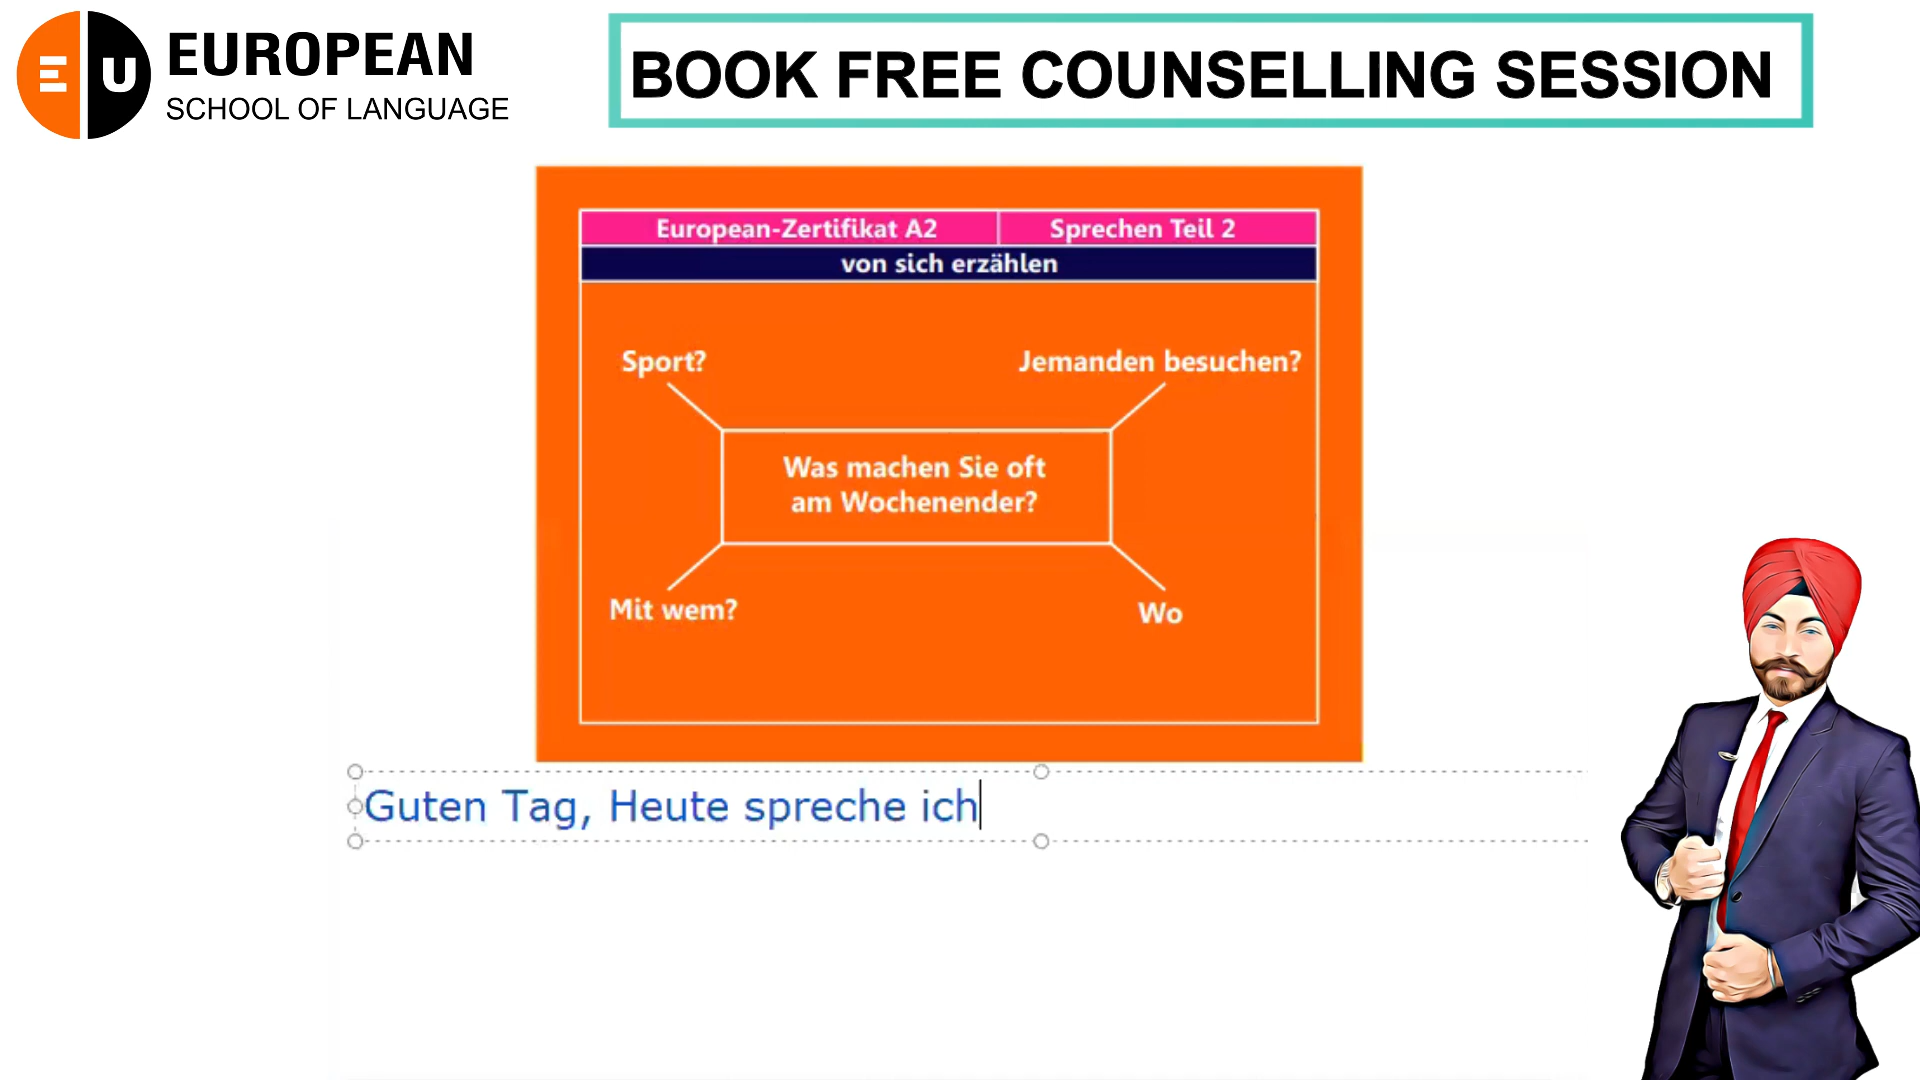 EU EUROPEAN
SCHOOL OF LANGUAGE
BOOK FREE COUNSELLING SESSION
European-Zertifikat A2
Sprechen Teil 2
von sich erzählen
Sport?
Jemanden besuchen?
Was machen Sie oft
am Wochenender?
Mit wem?
Wo
Guten Tag, Heute spreche ich